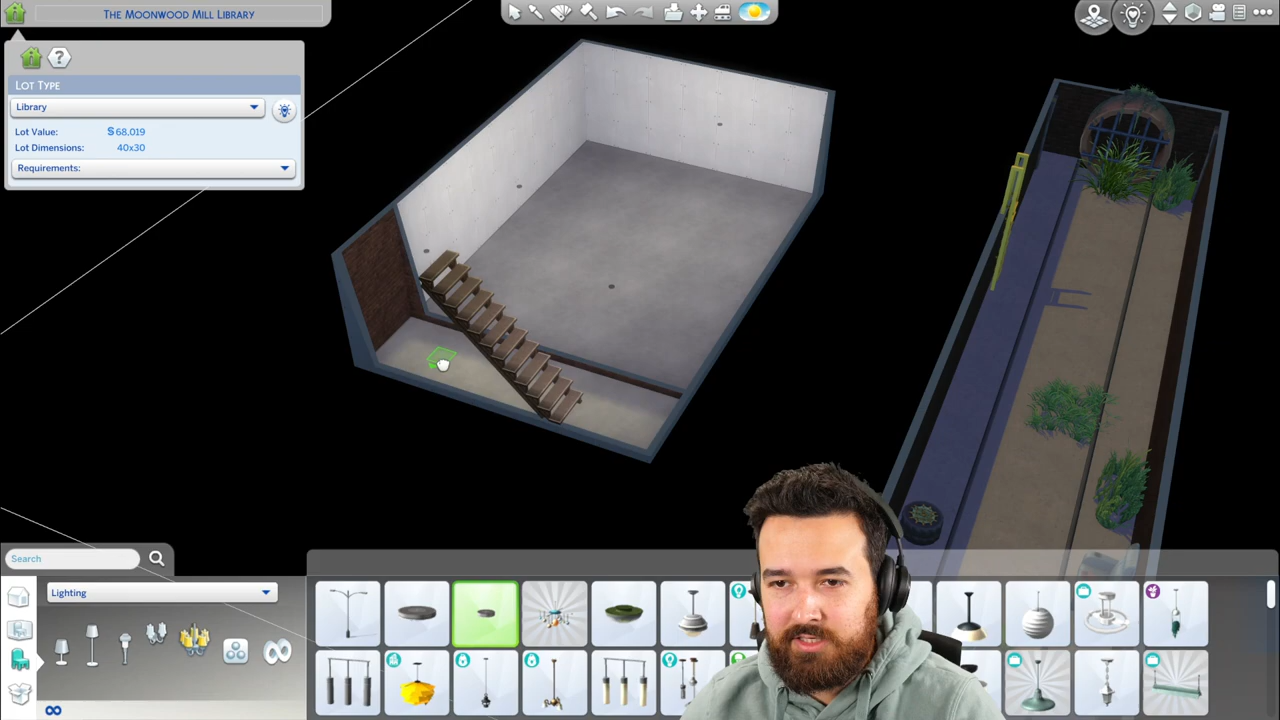 The Moonwood Mill Library
Lot Type
Library
Lot Value: §68,019
Lot Dimensions: 40x30
Requirements:
Search
Lighting